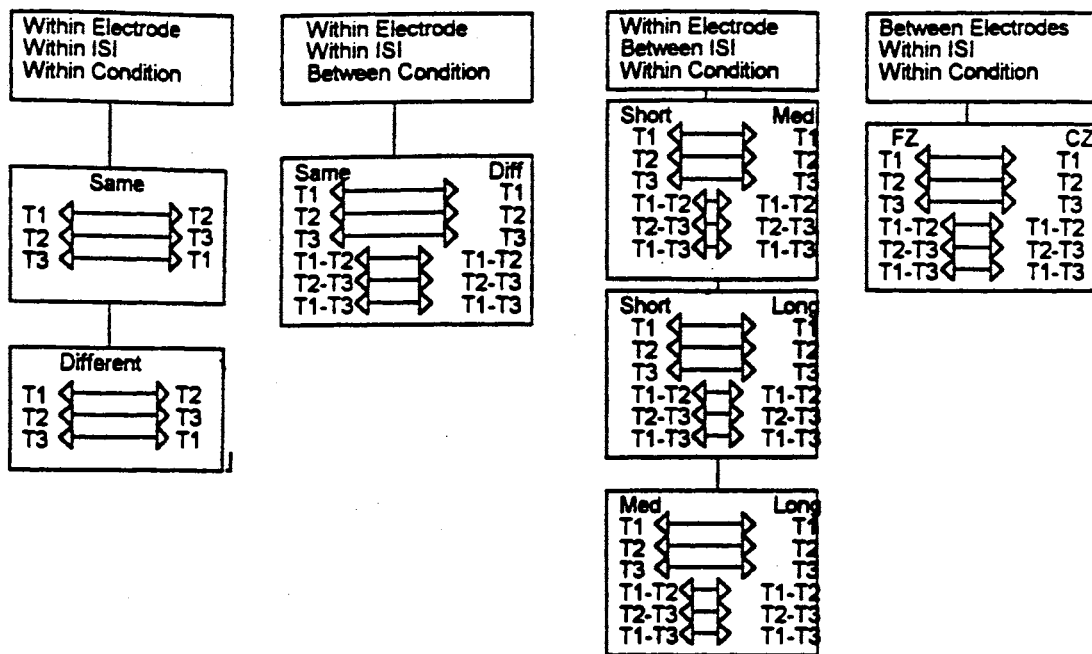 Within Electrode
Within ISI
Within Condition
Same
T1 T2
T2 T3
T3 T1
Different
T1 T2
T2 T3
T3 T1
Within Electrode
Within ISI
Between Condition
Same Diff
T1 T1
T2 T2
T3 T3
T1-T2 T1-T2
T2-T3 T2-T3
T1-T3 T1-T3
Within Electrode
Between ISI
Within Condition
Short Med
T1 T1
T2 T2
T3 T3
T1-T2 T1-T2
T2-T3 T2-T3
T1-T3 T1-T3
Short Long
T1 T1
T2 T2
T3 T3
T1-T2 T1-T2
T2-T3 T2-T3
T1-T3 T1-T3
Med Long
T1 T1
T2 T2
T3 T3
T1-T2 T1-T2
T2-T3 T2-T3
T1-T3 T1-T3
Between Electrodes
Within ISI
Within Condition
FZ CZ
T1 T1
T2 T2
T3 T3
T1-T2 T1-T2
T2-T3 T2-T3
T1-T3 T1-T3